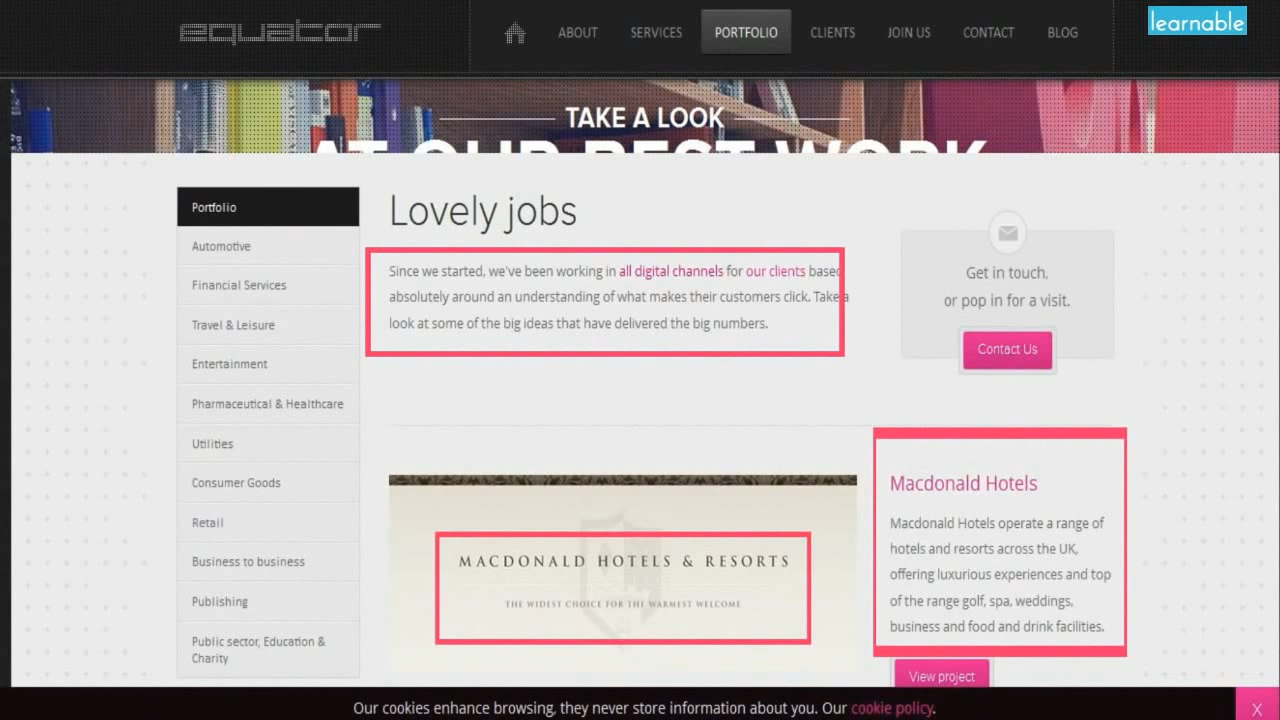 equator
ABOUT
SERVICES
PORTFOLIO
CLIENTS
JOIN US
CONTACT
BLOG
learnable
TAKE A LOOK
AT OUR BEST WORK
Portfolio
Automotive
Financial Services
Travel & Leisure
Entertainment
Pharmaceutical & Healthcare
Utilities
Consumer Goods
Retail
Business to business
Publishing
Public sector, Education &
Charity
Lovely jobs
Since we started, we've been working in all digital channels for our clients based
absolutely around an understanding of what makes their customers click. Take a
look at some of the big ideas that have delivered the big numbers.
Get in touch,
or pop in for a visit.
Contact Us
MACDONALD HOTELS & RESORTS
THE WIDEST CHOICE FOR THE WARMEST WELCOME
Macdonald Hotels
Macdonald Hotels operate a range of
hotels and resorts across the UK,
offering luxurious experiences and top
of the range golf, spa, weddings,
business and food and drink facilities.
View project
Our cookies enhance browsing, they never store information about you. Our cookie policy.
X